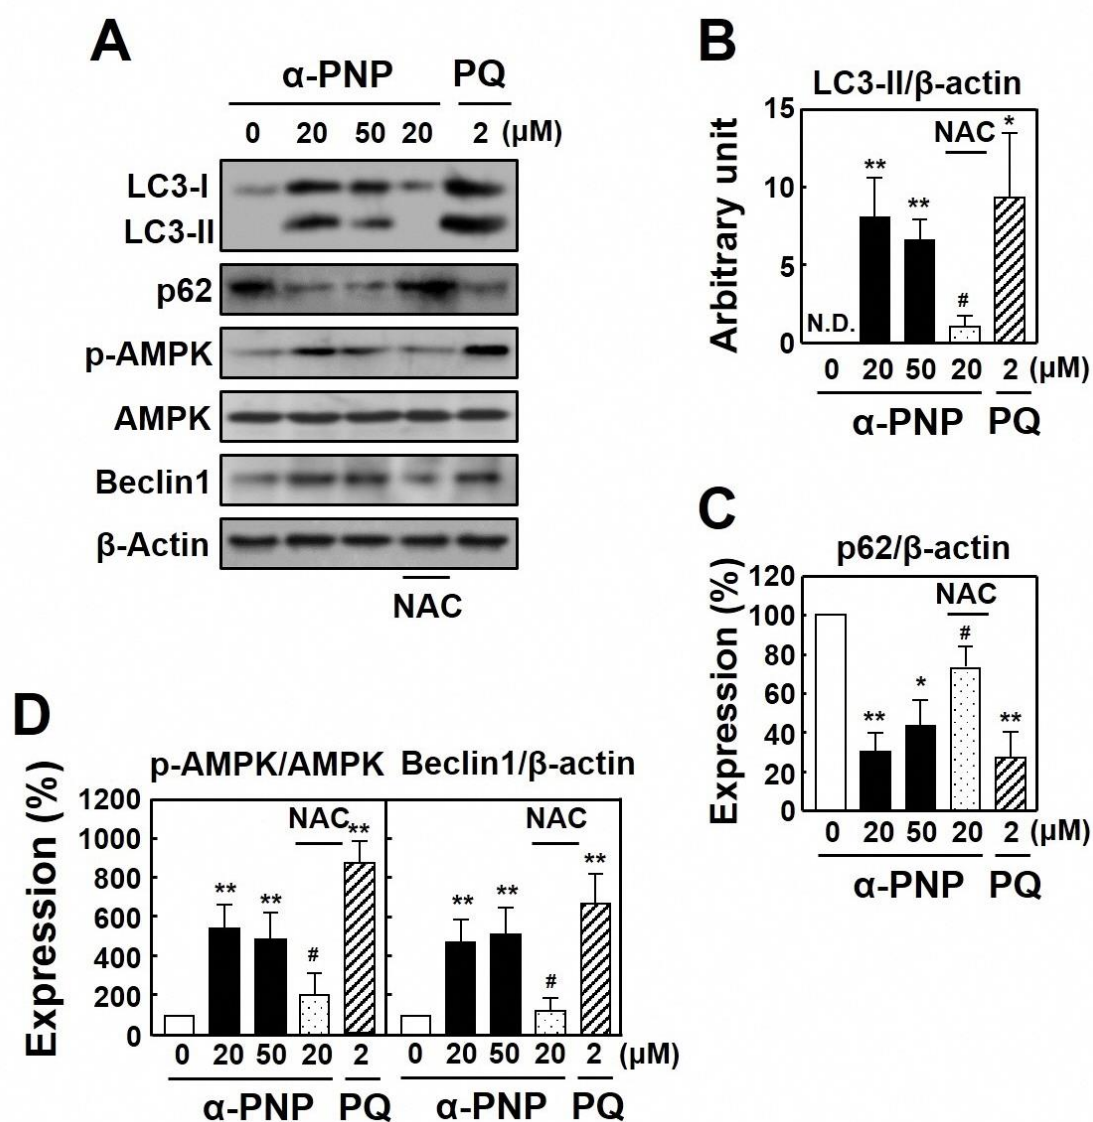 A
α-PNP PQ
0 20 50 20 2 (μM)
LC3-I
LC3-II
p62
p-AMPK
AMPK
Beclin1
β-Actin
NAC
B
LC3-II/β-actin
Arbitrary unit
15
10
5
0
N.D.
**
**
NAC
#
*
0 20 50 20 2 (μM)
α-PNP PQ
C
p62/β-actin
Expression (%)
120
100
80
60
40
20
0
**
*
NAC
#
**
0 20 50 20 2 (μM)
α-PNP PQ
D
p-AMPK/AMPK Beclin1/β-actin
Expression (%)
1200
1000
800
600
400
200
0
**
**
NAC
#
**
**
**
NAC
#
**
0 20 50 20 2 0 20 50 20 2 (μM)
α-PNP PQ α-PNP PQ